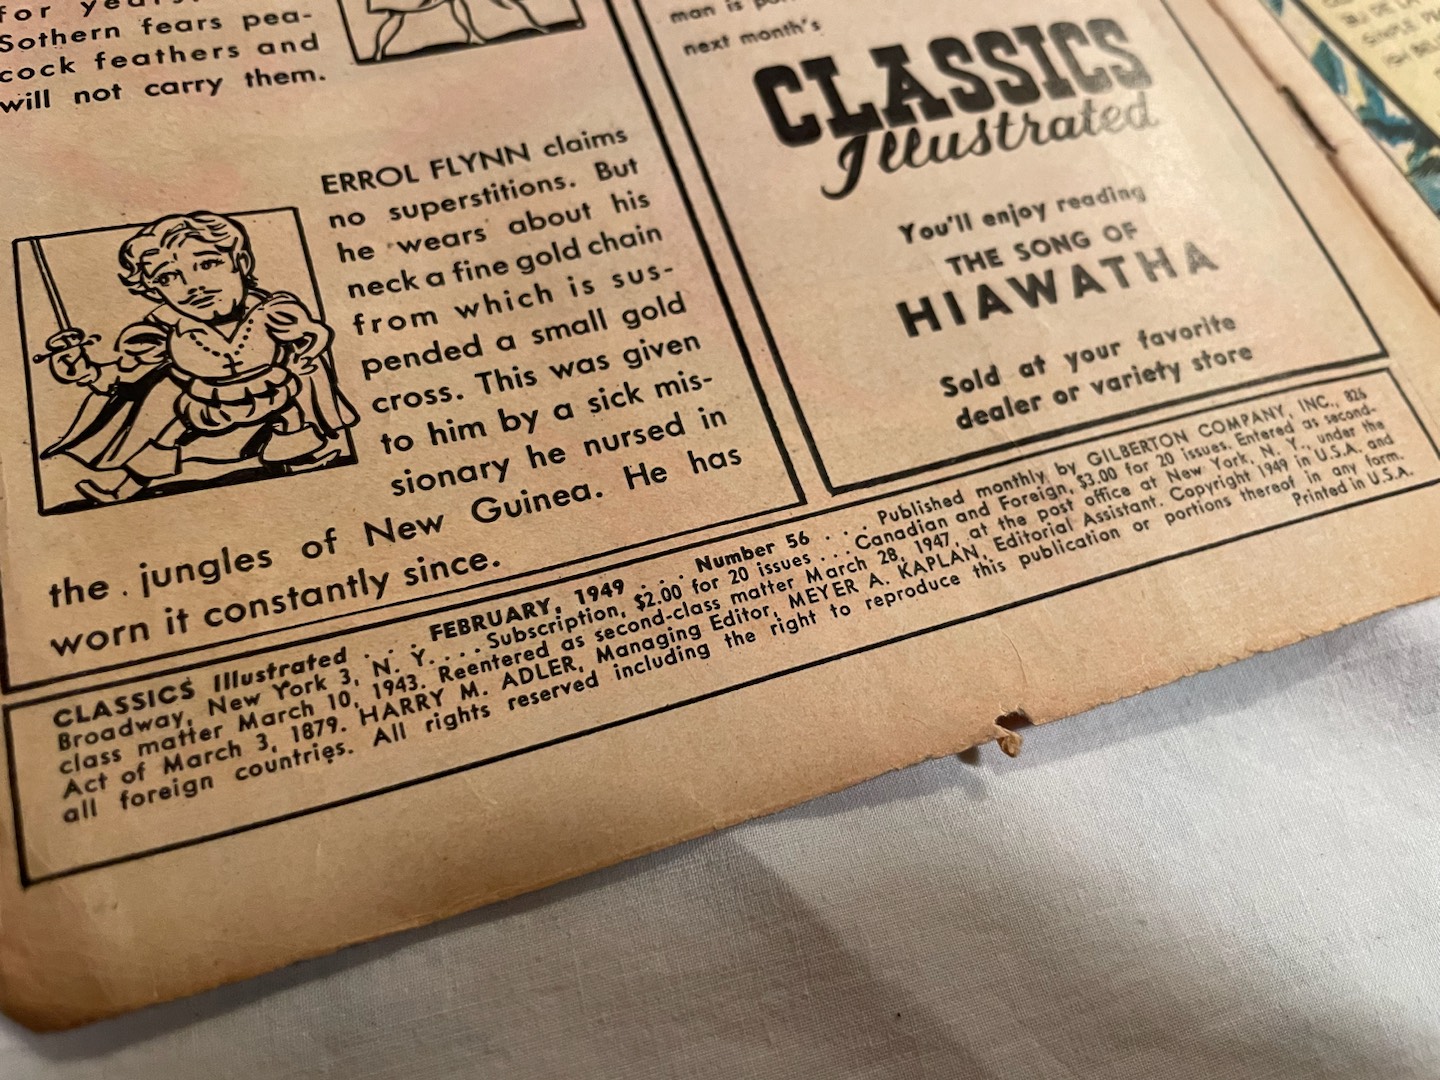 for years.
Sothern fears pea-
cock feathers and
will not carry them.
ERROL FLYNN claims
no superstitions. But
he wears about his
neck a fine gold chain
from which is sus-
pended a small gold
cross. This was given
to him by a sick mis-
sionary he nursed in
the jungles of New Guinea. He has
worn it constantly since.
man is
next month's
CLASSICS
Illustrated
You'll enjoy reading
THE SONG OF
HIAWATHA
Sold at your favorite
dealer or variety store
CLASSICS Illustrated . . . FEBRUARY, 1949 . . . Number 56 . . . Published monthly by GILBERTON COMPANY, INC., 826
Broadway, New York 3, N. Y. . . . Subscription, $2.00 for 20 issues . . . Canadian and Foreign, $3.00 for 20 issues. Entered as second-
class matter March 10, 1943. Reentered as second-class matter March 28, 1947, at the post office at New York, N. Y., under the
Act of March 3, 1879. HARRY M. ADLER, Managing Editor, MEYER A. KAPLAN, Editorial Assistant. Copyright 1949 in U.S.A. and
all foreign countries. All rights reserved including the right to reproduce this publication or portions thereof in any form.
Printed in U.S.A.